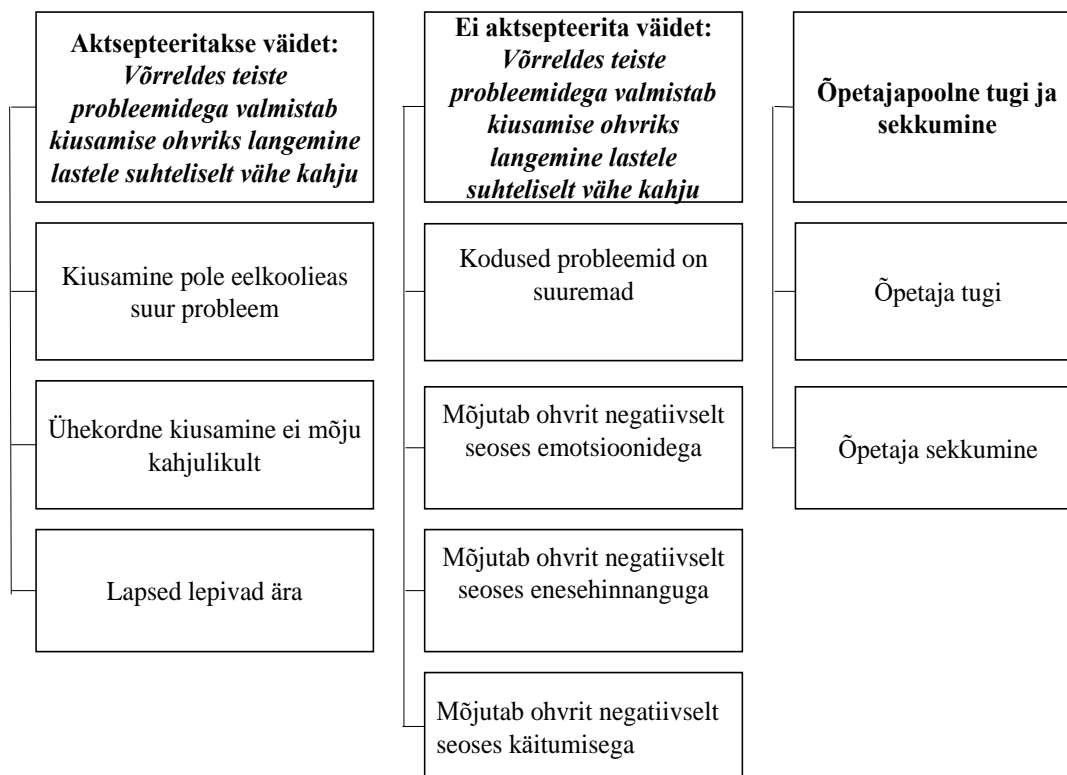 Aktsepteeritakse väidet:
Võrreldes teiste
probleemidega valmistab
kiusamise ohvriks langemine
lastele suhteliselt vähe kahju
Kiusamine pole eelkoolieas
suur probleem
Ühekordne kiusamine ei mõju
kahjulikult
Lapsed lepivad ära
Ei aktsepteerita väidet:
Võrreldes teiste
probleemidega valmistab
kiusamise ohvriks
langemine lastele
suhteliselt vähe kahju
Kodused probleemid on
suuremad
Mõjutab ohvrit negatiivselt
seoses emotsioonidega
Mõjutab ohvrit negatiivselt
seoses enesehinnanguga
Mõjutab ohvrit negatiivselt
seoses käitumisega
Õpetajapoolne tugi ja
sekkumine
Õpetaja tugi
Õpetaja sekkumine